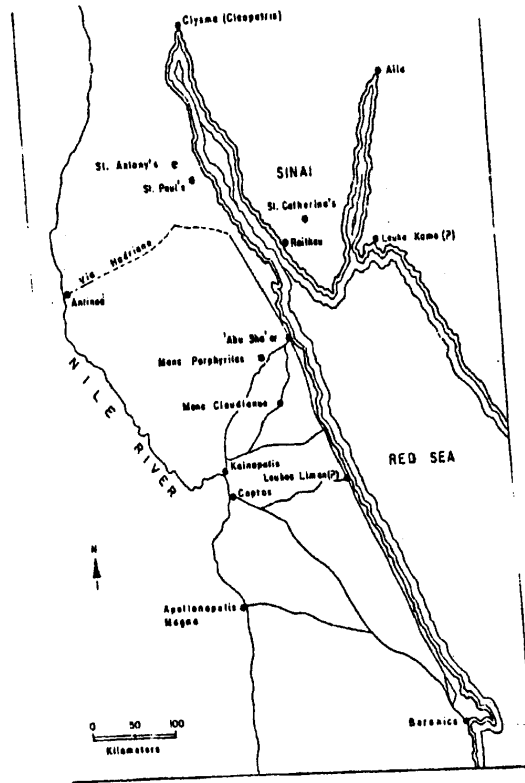 Clysma (Cleopatris)
Aila
St. Antony's
St. Paul's
SINAI
St. Catherine's
Raithou
Leuke Kome (?)
Via Hadriana
Antinoë
'Abu Sha'ar
Mons Porphyrites
Mons Claudianus
NILE RIVER
RED SEA
Kainopolis
Leukos Limen(?)
Coptos
N
Apollonopolis
Magna
Berenice
0 50 100
Kilometers